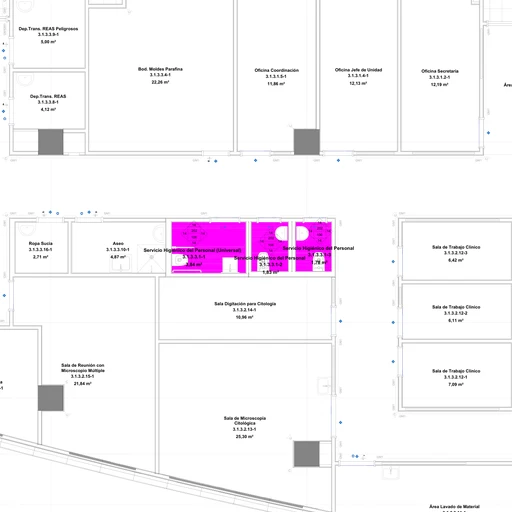 Dep.Trans. REAS Peligrosos
3.1.3.3.9-1
5,00 m²
Bod. Moldes Parafina
3.1.3.3.4-1
22,26 m²
Oficina Coordinación
3.1.3.1.5-1
11,86 m²
Oficina Jefe de Unidad
3.1.3.1.4-1
12,13 m²
Oficina Secretaria
3.1.3.1.2-1
12,19 m²
Área
Dep.Trans. REAS
3.1.3.3.8-1
4,12 m²
Ropa Sucia
3.1.3.3.16-1
2,71 m²
Aseo
3.1.3.3.10-1
4,87 m²
Servicio Higiénico del Personal (Universal)
Servicio Higiénico del Personal
Servicio Higiénico del Personal
1,83 m²
1,78 m²
Sala de Trabajo Clínico
3.1.3.2.12-3
6,42 m²
Sala Digitación para Citología
3.1.3.2.14-1
10,96 m²
Sala de Trabajo Clínico
3.1.3.2.12-2
6,11 m²
Sala de Reunión con
Microscopio Múltiple
3.1.3.2.15-1
21,84 m²
Sala de Trabajo Clínico
3.1.3.2.12-1
7,09 m²
Sala de Microscopía
Citológica
3.1.3.2.13-1
25,30 m²
Área Lavado de Material